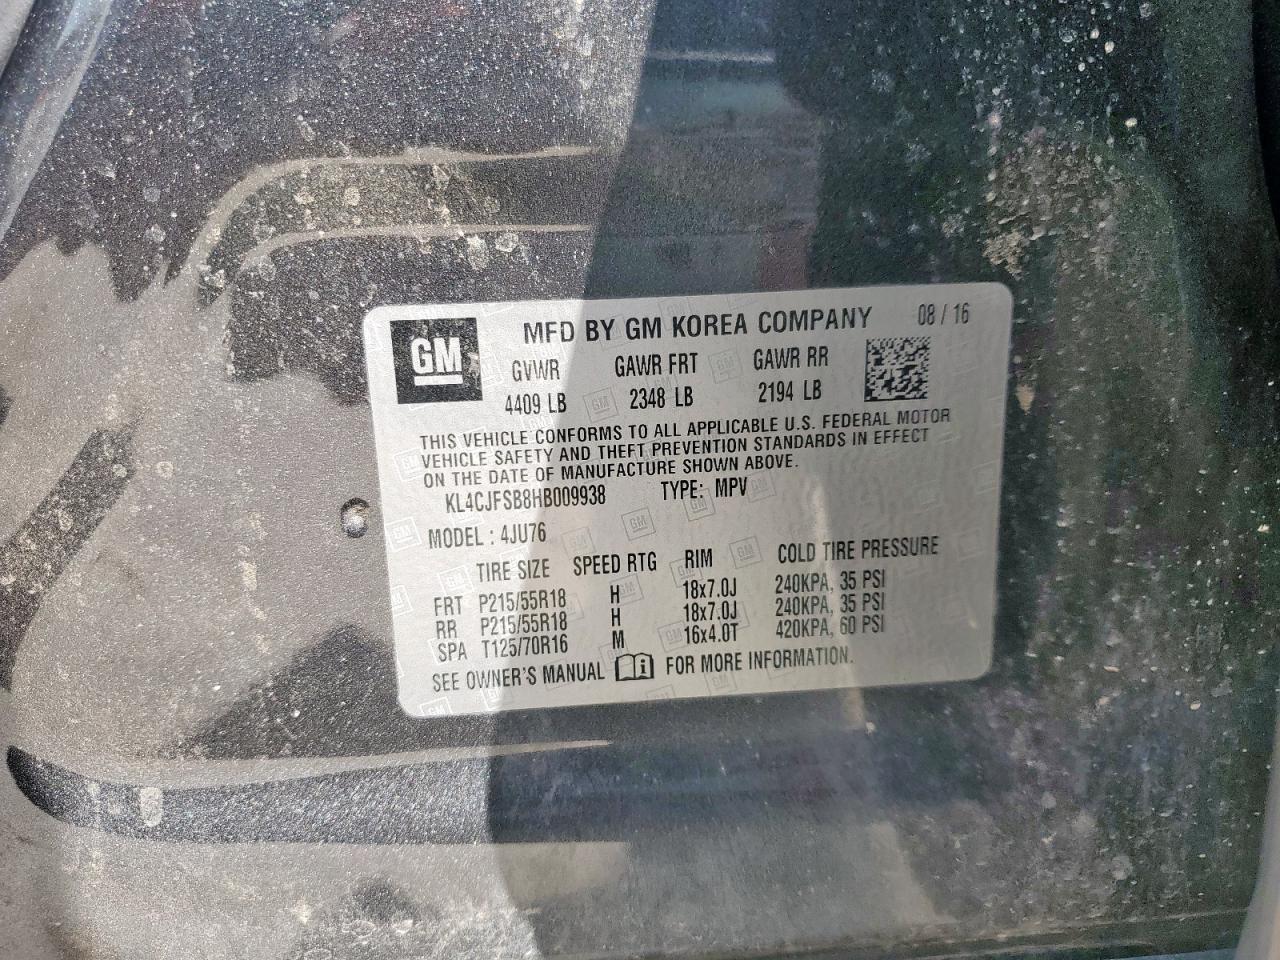 GM
MFD BY GM KOREA COMPANY 08 / 16
GVWR GAWR FRT GAWR RR
4409 LB 2348 LB 2194 LB
THIS VEHICLE CONFORMS TO ALL APPLICABLE U.S. FEDERAL MOTOR
VEHICLE SAFETY AND THEFT PREVENTION STANDARDS IN EFFECT
ON THE DATE OF MANUFACTURE SHOWN ABOVE.
KL4CJFSB8HB009938 TYPE: MPV
MODEL : 4JU76
TIRE SIZE SPEED RTG RIM COLD TIRE PRESSURE
FRT P215/55R18 H 18x7.0J 240KPA, 35 PSI
RR P215/55R18 H 18x7.0J 240KPA, 35 PSI
SPA T125/70R16 M 16x4.0T 420KPA, 60 PSI
SEE OWNER'S MANUAL FOR MORE INFORMATION.